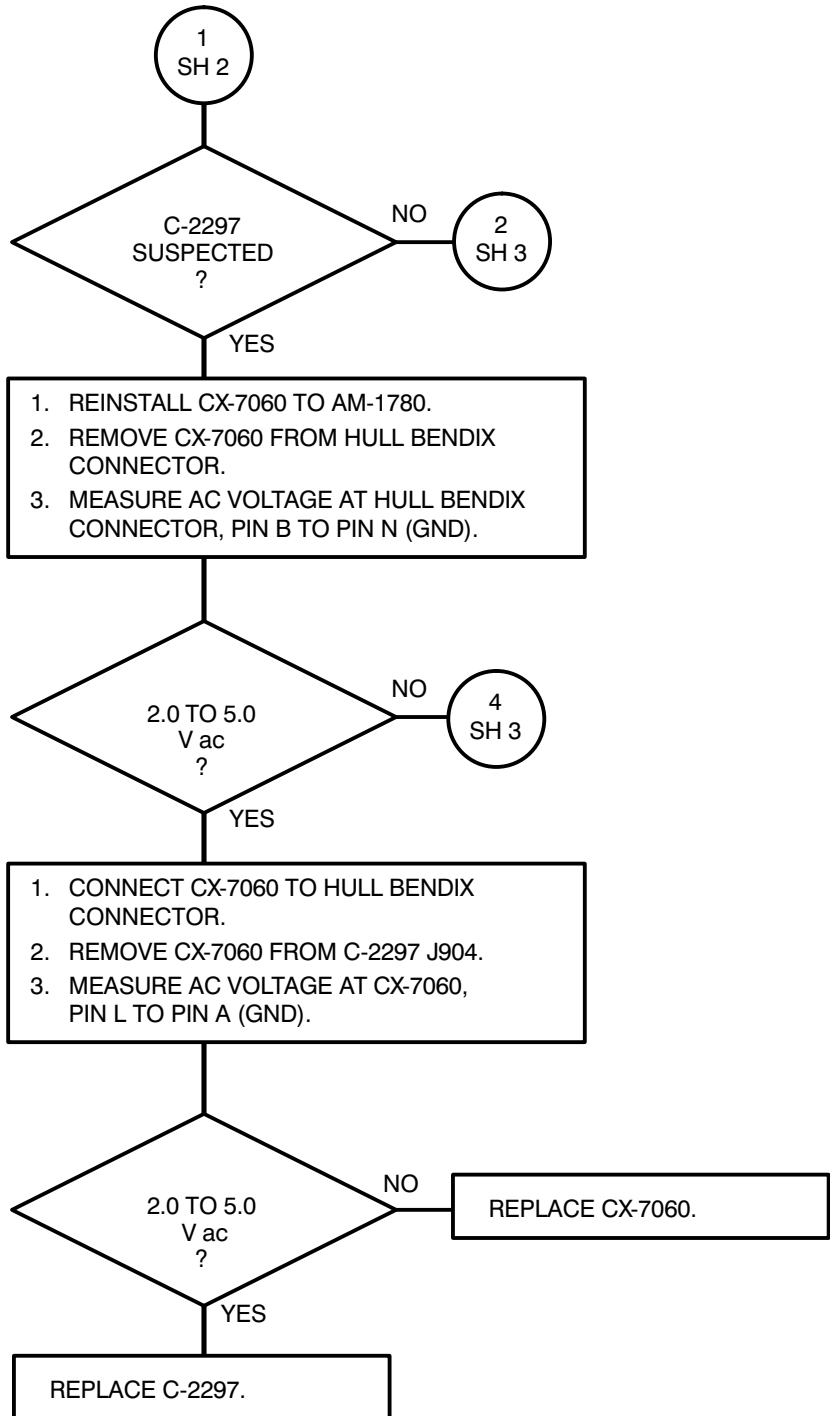 1
SH 2
C-2297
SUSPECTED
?
NO
2
SH 3
YES
1. REINSTALL CX-7060 TO AM-1780.
2. REMOVE CX-7060 FROM HULL BENDIX
CONNECTOR.
3. MEASURE AC VOLTAGE AT HULL BENDIX
CONNECTOR, PIN B TO PIN N (GND).
2.0 TO 5.0
V ac
?
NO
4
SH 3
YES
1. CONNECT CX-7060 TO HULL BENDIX
CONNECTOR.
2. REMOVE CX-7060 FROM C-2297 J904.
3. MEASURE AC VOLTAGE AT CX-7060,
PIN L TO PIN A (GND).
2.0 TO 5.0
V ac
?
NO
REPLACE CX-7060.
YES
REPLACE C-2297.